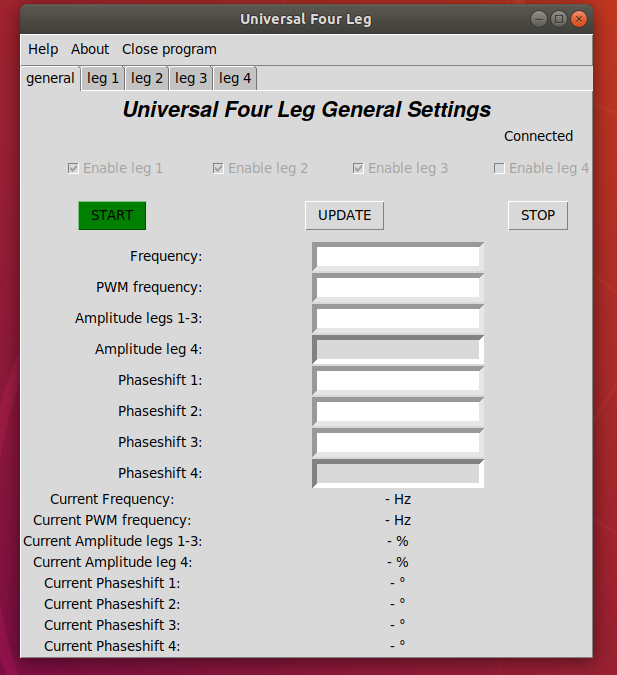 Universal Four Leg
Help About Close program
general leg 1 leg 2 leg 3 leg 4
Universal Four Leg General Settings
Connected
Enable leg 1 Enable leg 2 Enable leg 3 Enable leg 4
START UPDATE STOP
Frequency:
PWM frequency:
Amplitude legs 1-3:
Amplitude leg 4:
Phaseshift 1:
Phaseshift 2:
Phaseshift 3:
Phaseshift 4:
Current Frequency: - Hz
Current PWM frequency: - Hz
Current Amplitude legs 1-3: - %
Current Amplitude leg 4: - %
Current Phaseshift 1: - °
Current Phaseshift 2: - °
Current Phaseshift 3: - °
Current Phaseshift 4: - °